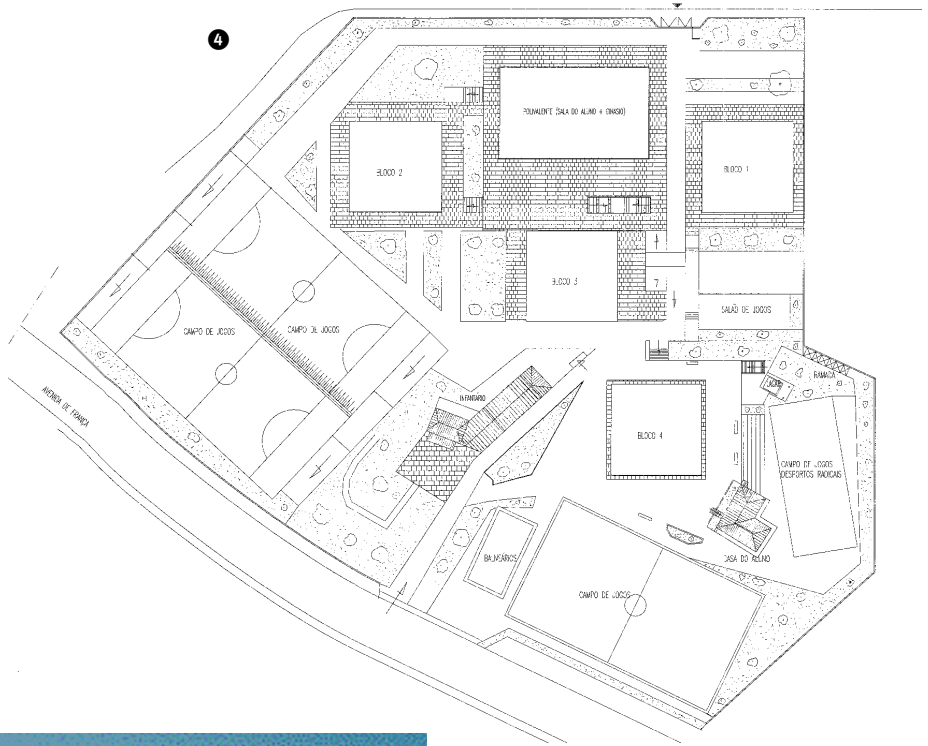 4
POLIVALENTE (SALA DO ALUNO + GINASIO)
BLOCO 2
BLOCO 1
BLOCO 3
SALÃO DE JOGOS
CAMPO DE JOGOS
CAMPO DE JOGOS
INFANTÁRIO
RAMADA
AVENIDA DE FRANÇA
BLOCO 4
CAMPO DE JOGOS
DESPORTOS RADICAIS
BALNEÁRIOS
CASA DO ALUNO
CAMPO DE JOGOS